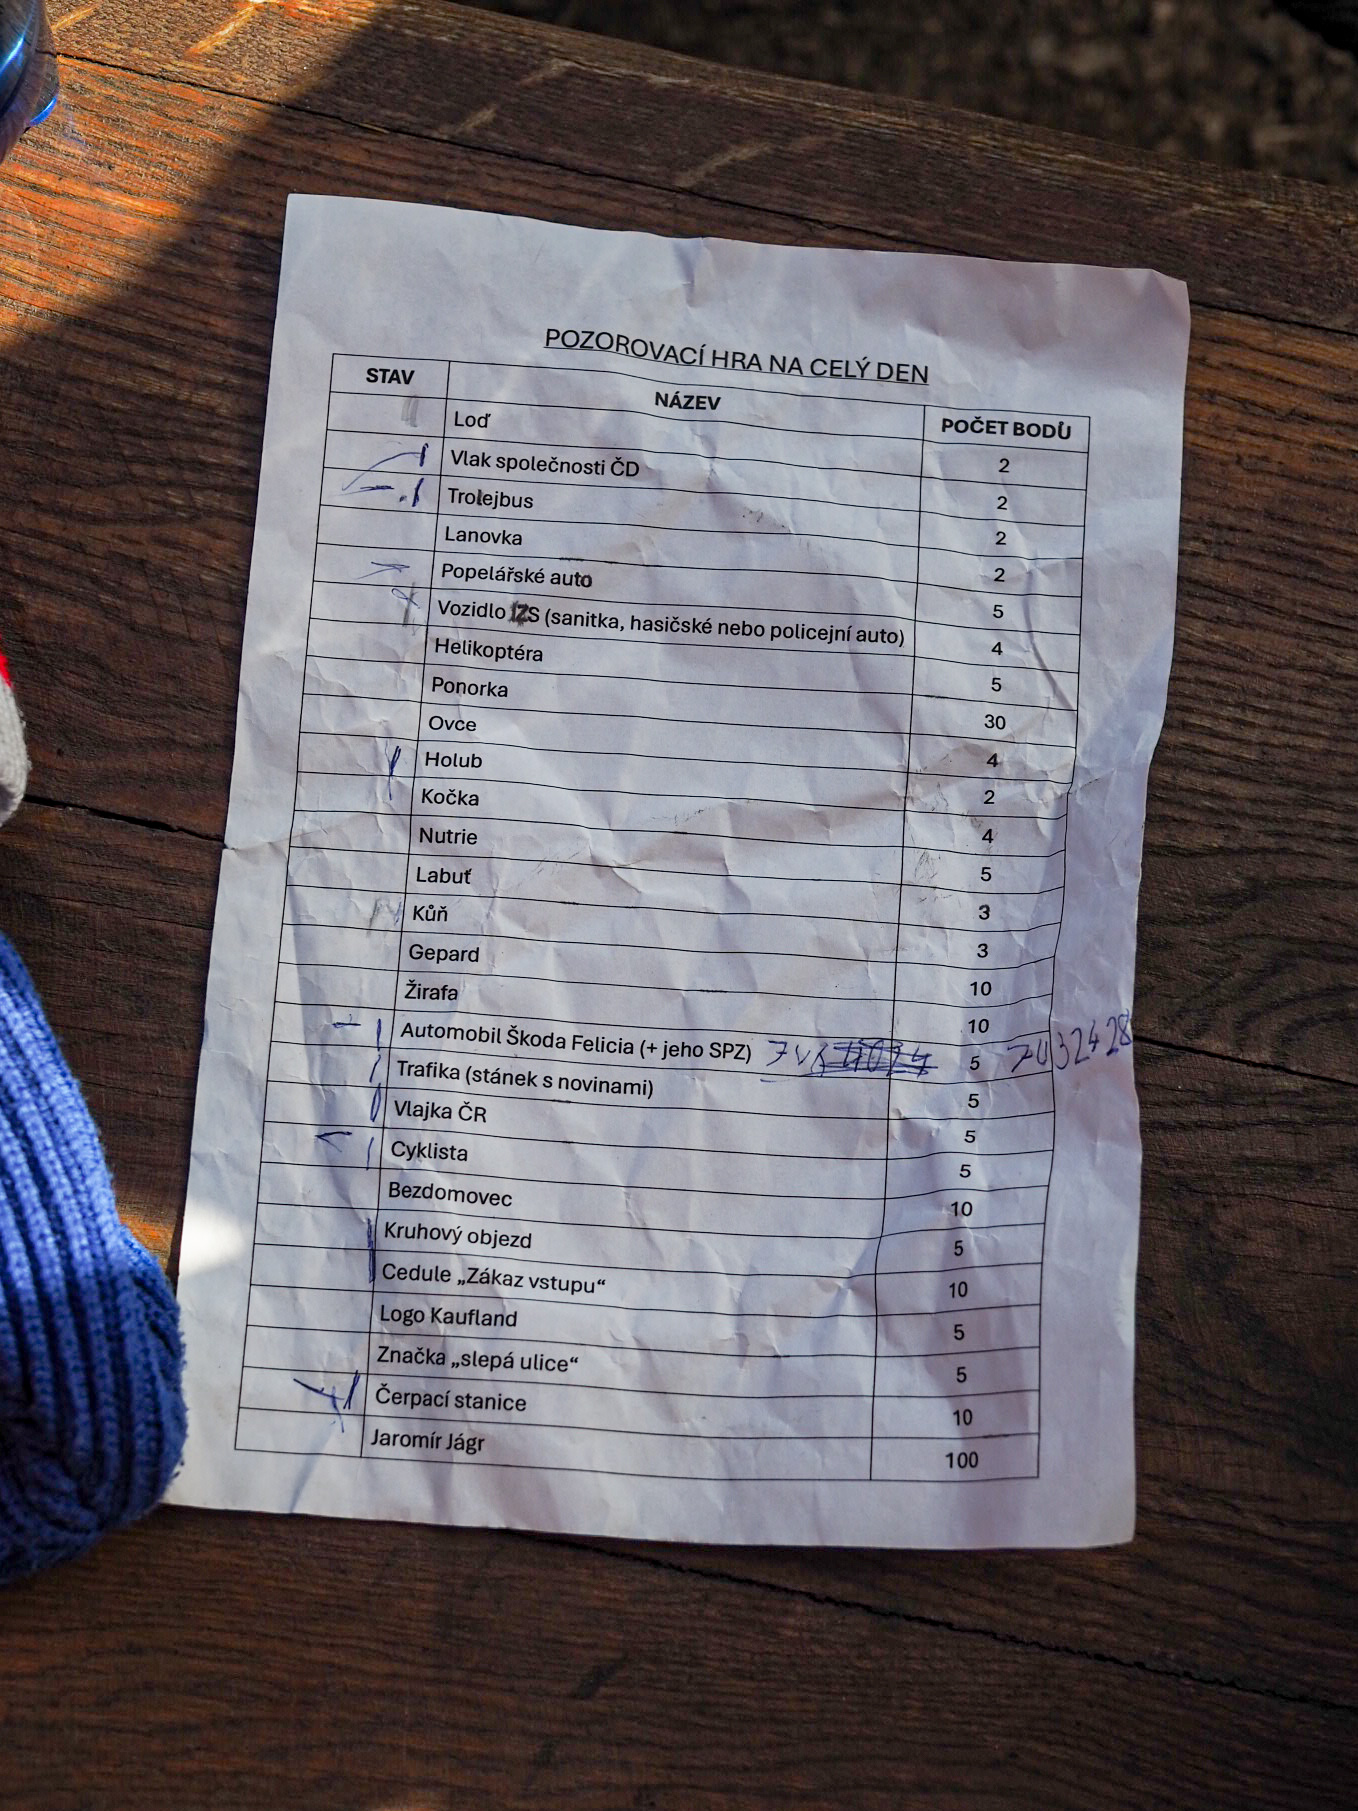 POZOROVACÍ HRA NA CELÝ DEN
STAV NÁZEV POČET BODŮ
Loď 2
Vlak společnosti ČD 2
Trolejbus 2
Lanovka 2
Popelářské auto 5
Vozidlo IZS (sanitka, hasičské nebo policejní auto) 4
Helikoptéra 5
Ponorka 30
Ovce 4
Holub 2
Kočka 4
Nutrie 5
Labuť 3
Kůň 3
Gepard 10
Žirafa 10
Automobil Škoda Felicia (+ jeho SPZ) 5
Trafika (stánek s novinami) 5
Vlajka ČR 5
Cyklista 5
Bezdomovec 10
Kruhový objezd 5
Cedule „Zákaz vstupu“ 10
Logo Kaufland 5
Značka „slepá ulice“ 5
Čerpací stanice 10
Jaromír Jágr 100